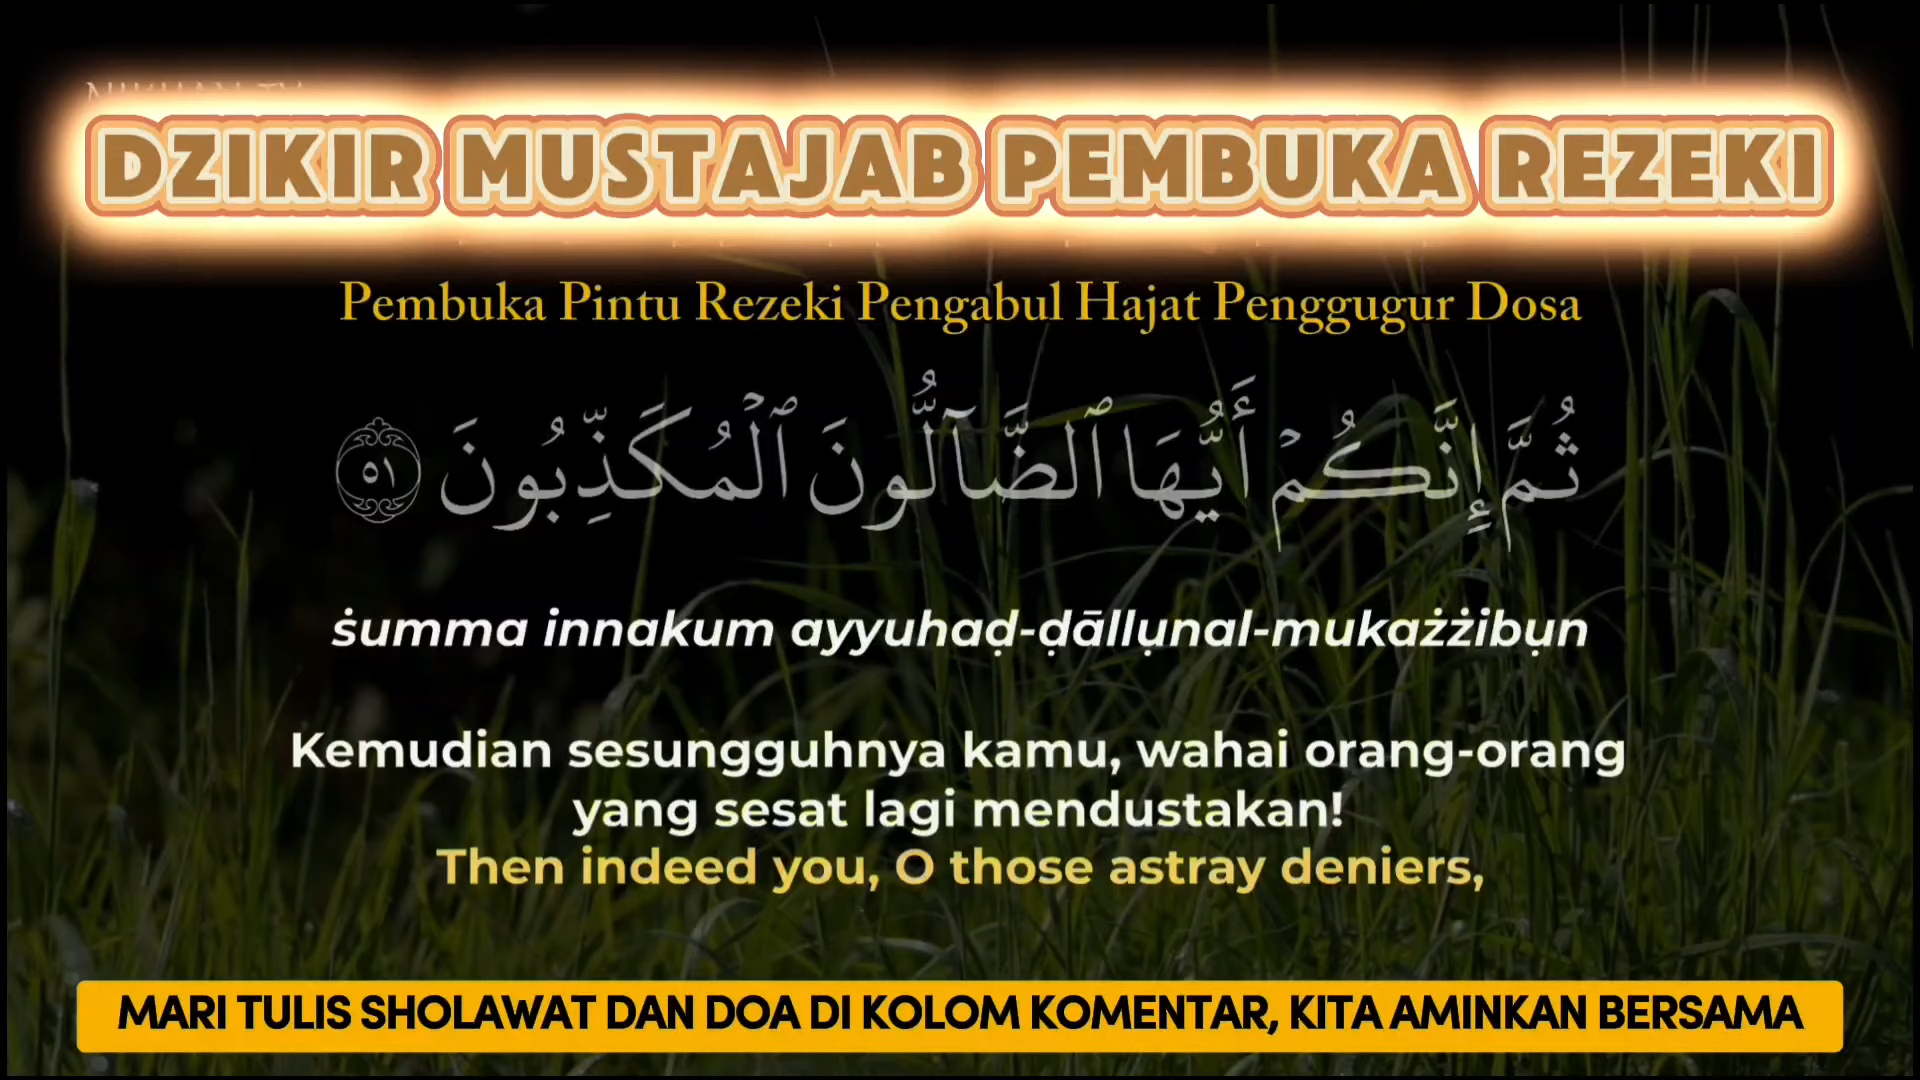 DZIKIR MUSTAJAB PEMBUKA REZEKI
Pembuka Pintu Rezeki Pengabul Hajat Penggugur Dosa
ثُمَّ إِنَّكُمۡ أَيُّهَا ٱلضَّآلُّونَ ٱلۡمُكَذِّبُونَ ٥١
ṡumma innakum ayyuhaḍ-ḍāllụnal-mukażżibụn
Kemudian sesungguhnya kamu, wahai orang-orang
yang sesat lagi mendustakan!
Then indeed you, O those astray deniers,
MARI TULIS SHOLAWAT DAN DOA DI KOLOM KOMENTAR, KITA AMINKAN BERSAMA